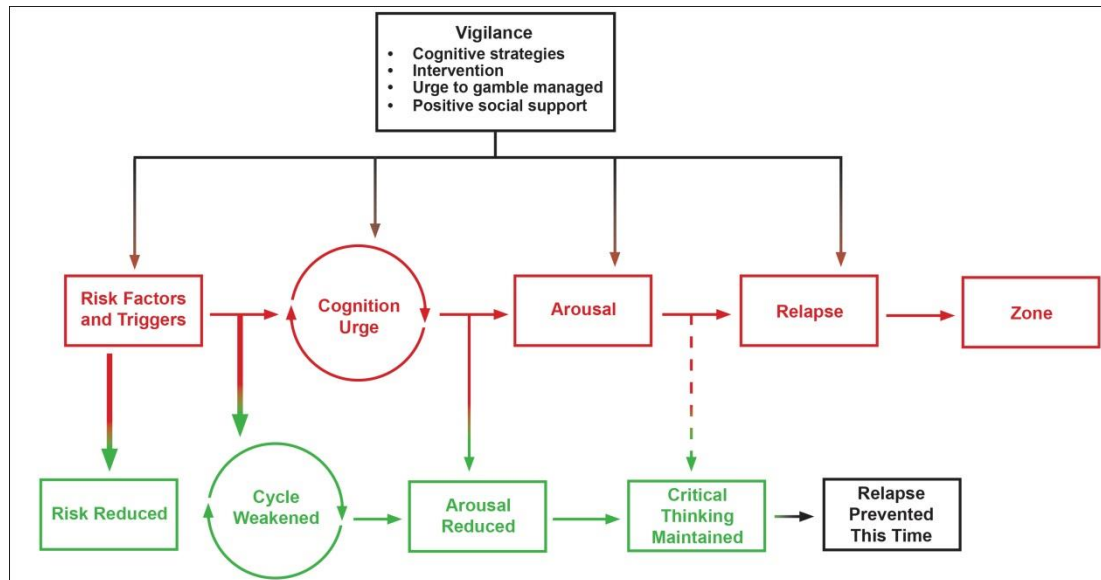 Vigilance
• Cognitive strategies
• Intervention
• Urge to gamble managed
• Positive social support
Risk Factors
and Triggers
Cognition
Urge
Arousal
Relapse
Zone
Risk Reduced
Cycle
Weakened
Arousal
Reduced
Critical
Thinking
Maintained
Relapse
Prevented
This Time